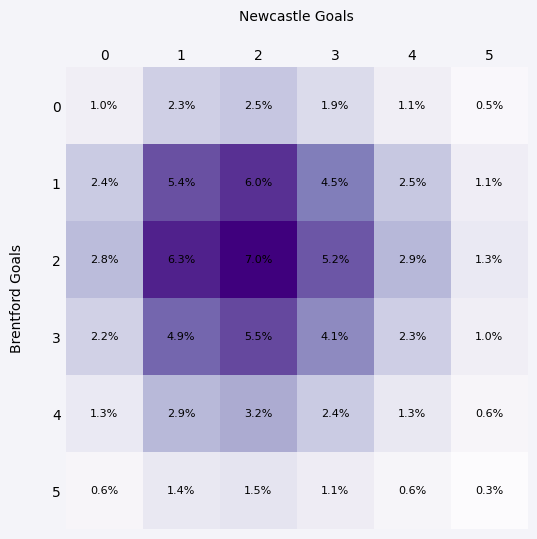 Newcastle Goals
0 1 2 3 4 5
0 1.0% 2.3% 2.5% 1.9% 1.1% 0.5%
1 2.4% 5.4% 6.0% 4.5% 2.5% 1.1%
2 2.8% 6.3% 7.0% 5.2% 2.9% 1.3%
3 2.2% 4.9% 5.5% 4.1% 2.3% 1.0%
4 1.3% 2.9% 3.2% 2.4% 1.3% 0.6%
5 0.6% 1.4% 1.5% 1.1% 0.6% 0.3%
Brentford Goals